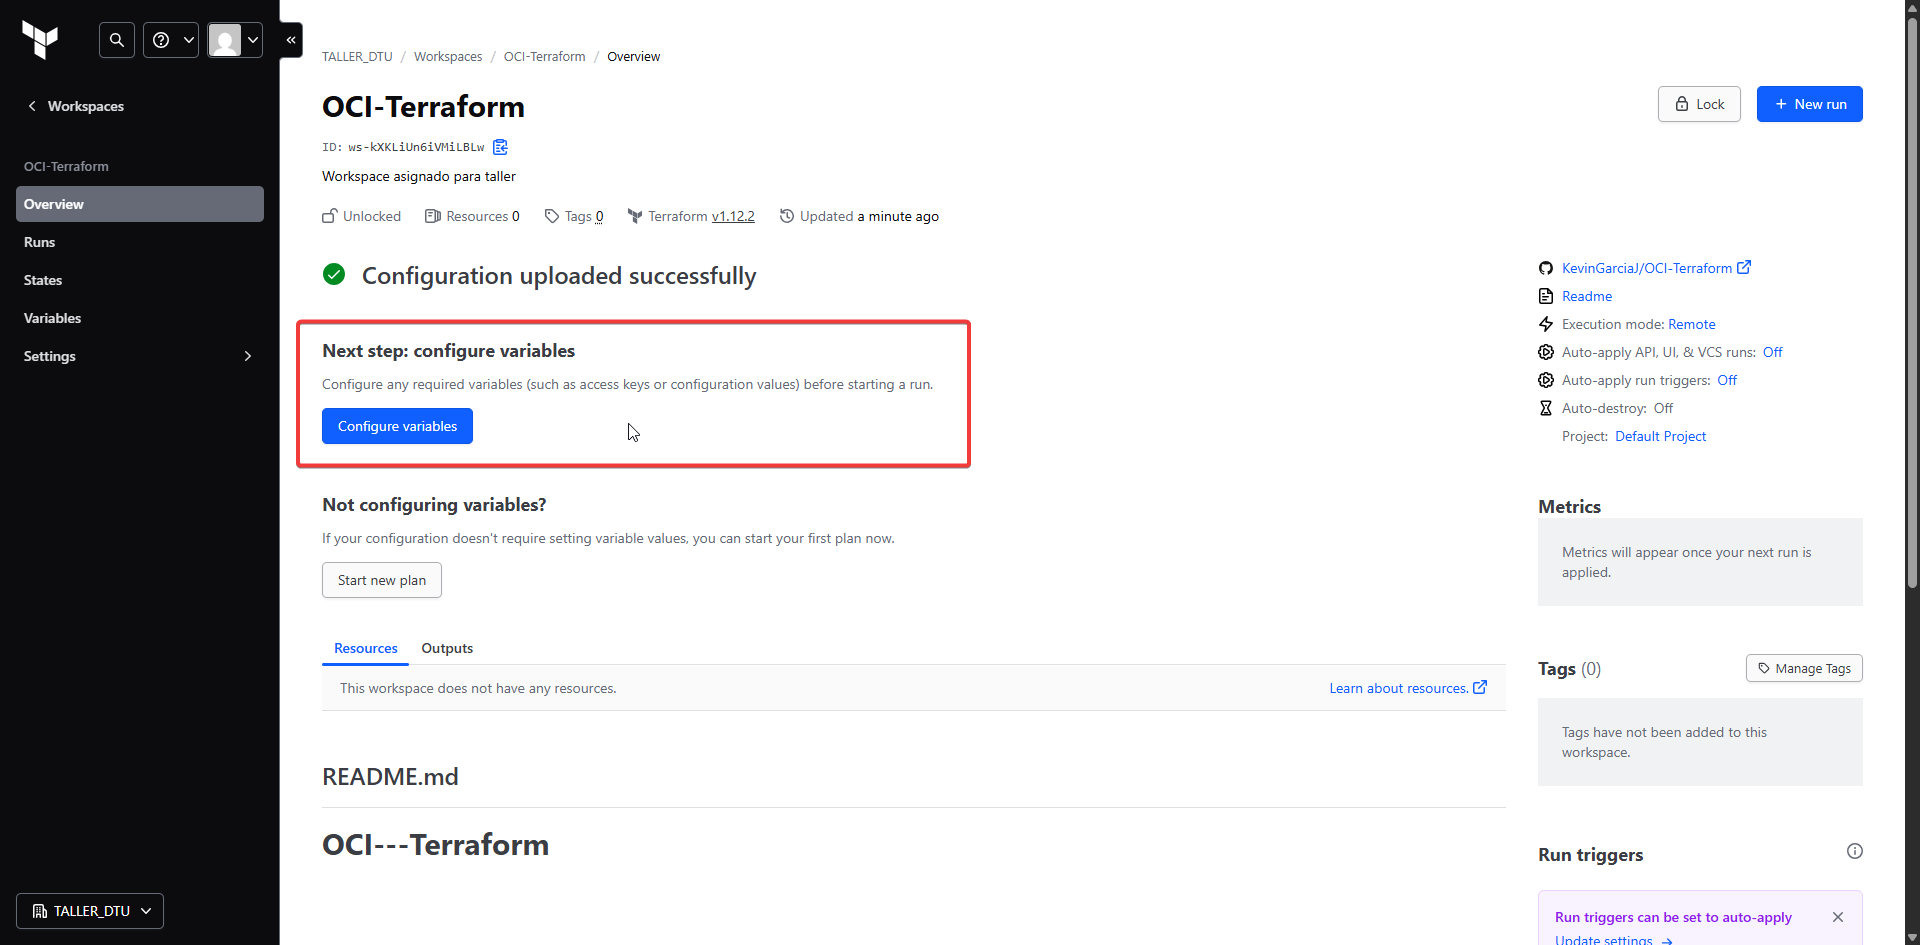 Workspaces
OCI-Terraform
Overview
Runs
States
Variables
Settings
TALLER_DTU
TALLER_DTU / Workspaces / OCI-Terraform / Overview
OCI-Terraform
Lock
+ New run
ID: ws-kXKLiUn6iVMiLBLw
Workspace asignado para taller
Unlocked Resources 0 Tags 0 Terraform v1.12.2 Updated a minute ago
Configuration uploaded successfully
Next step: configure variables
Configure any required variables (such as access keys or configuration values) before starting a run.
Configure variables
Not configuring variables?
If your configuration doesn't require setting variable values, you can start your first plan now.
Start new plan
Resources Outputs
This workspace does not have any resources.
Learn about resources.
README.md
OCI---Terraform
KevinGarciaJ/OCI-Terraform
Readme
Execution mode: Remote
Auto-apply API, UI, & VCS runs: Off
Auto-apply run triggers: Off
Auto-destroy: Off
Project: Default Project
Metrics
Metrics will appear once your next run is
applied.
Tags (0)
Manage Tags
Tags have not been added to this
workspace.
Run triggers
Run triggers can be set to auto-apply
Update settings